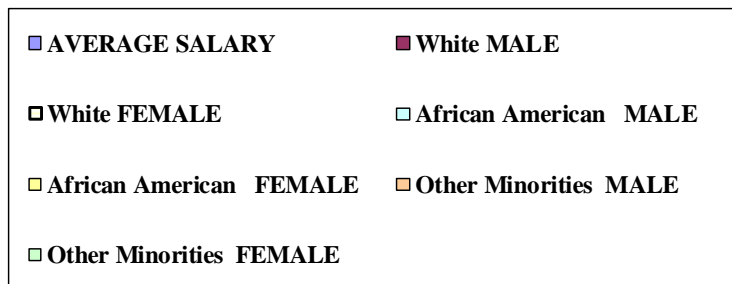 AVERAGE SALARY
White MALE
White FEMALE
African American MALE
African American FEMALE
Other Minorities MALE
Other Minorities FEMALE